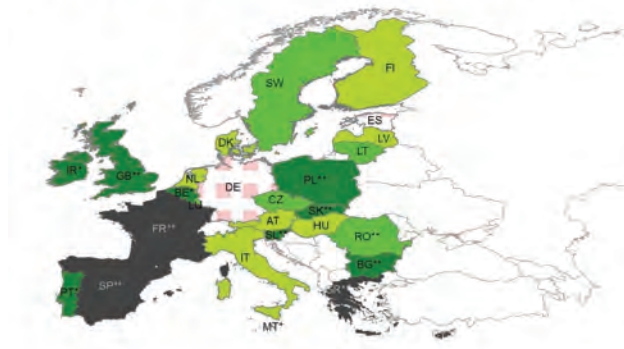 FI
SW
ES
LV
DK
LT
IR*
GB**
NL
DE
PL**
BE*
LU
CZ
SK**
AT
HU
FR**
SL**
RO**
IT
BG**
PT*
SP**
MT*